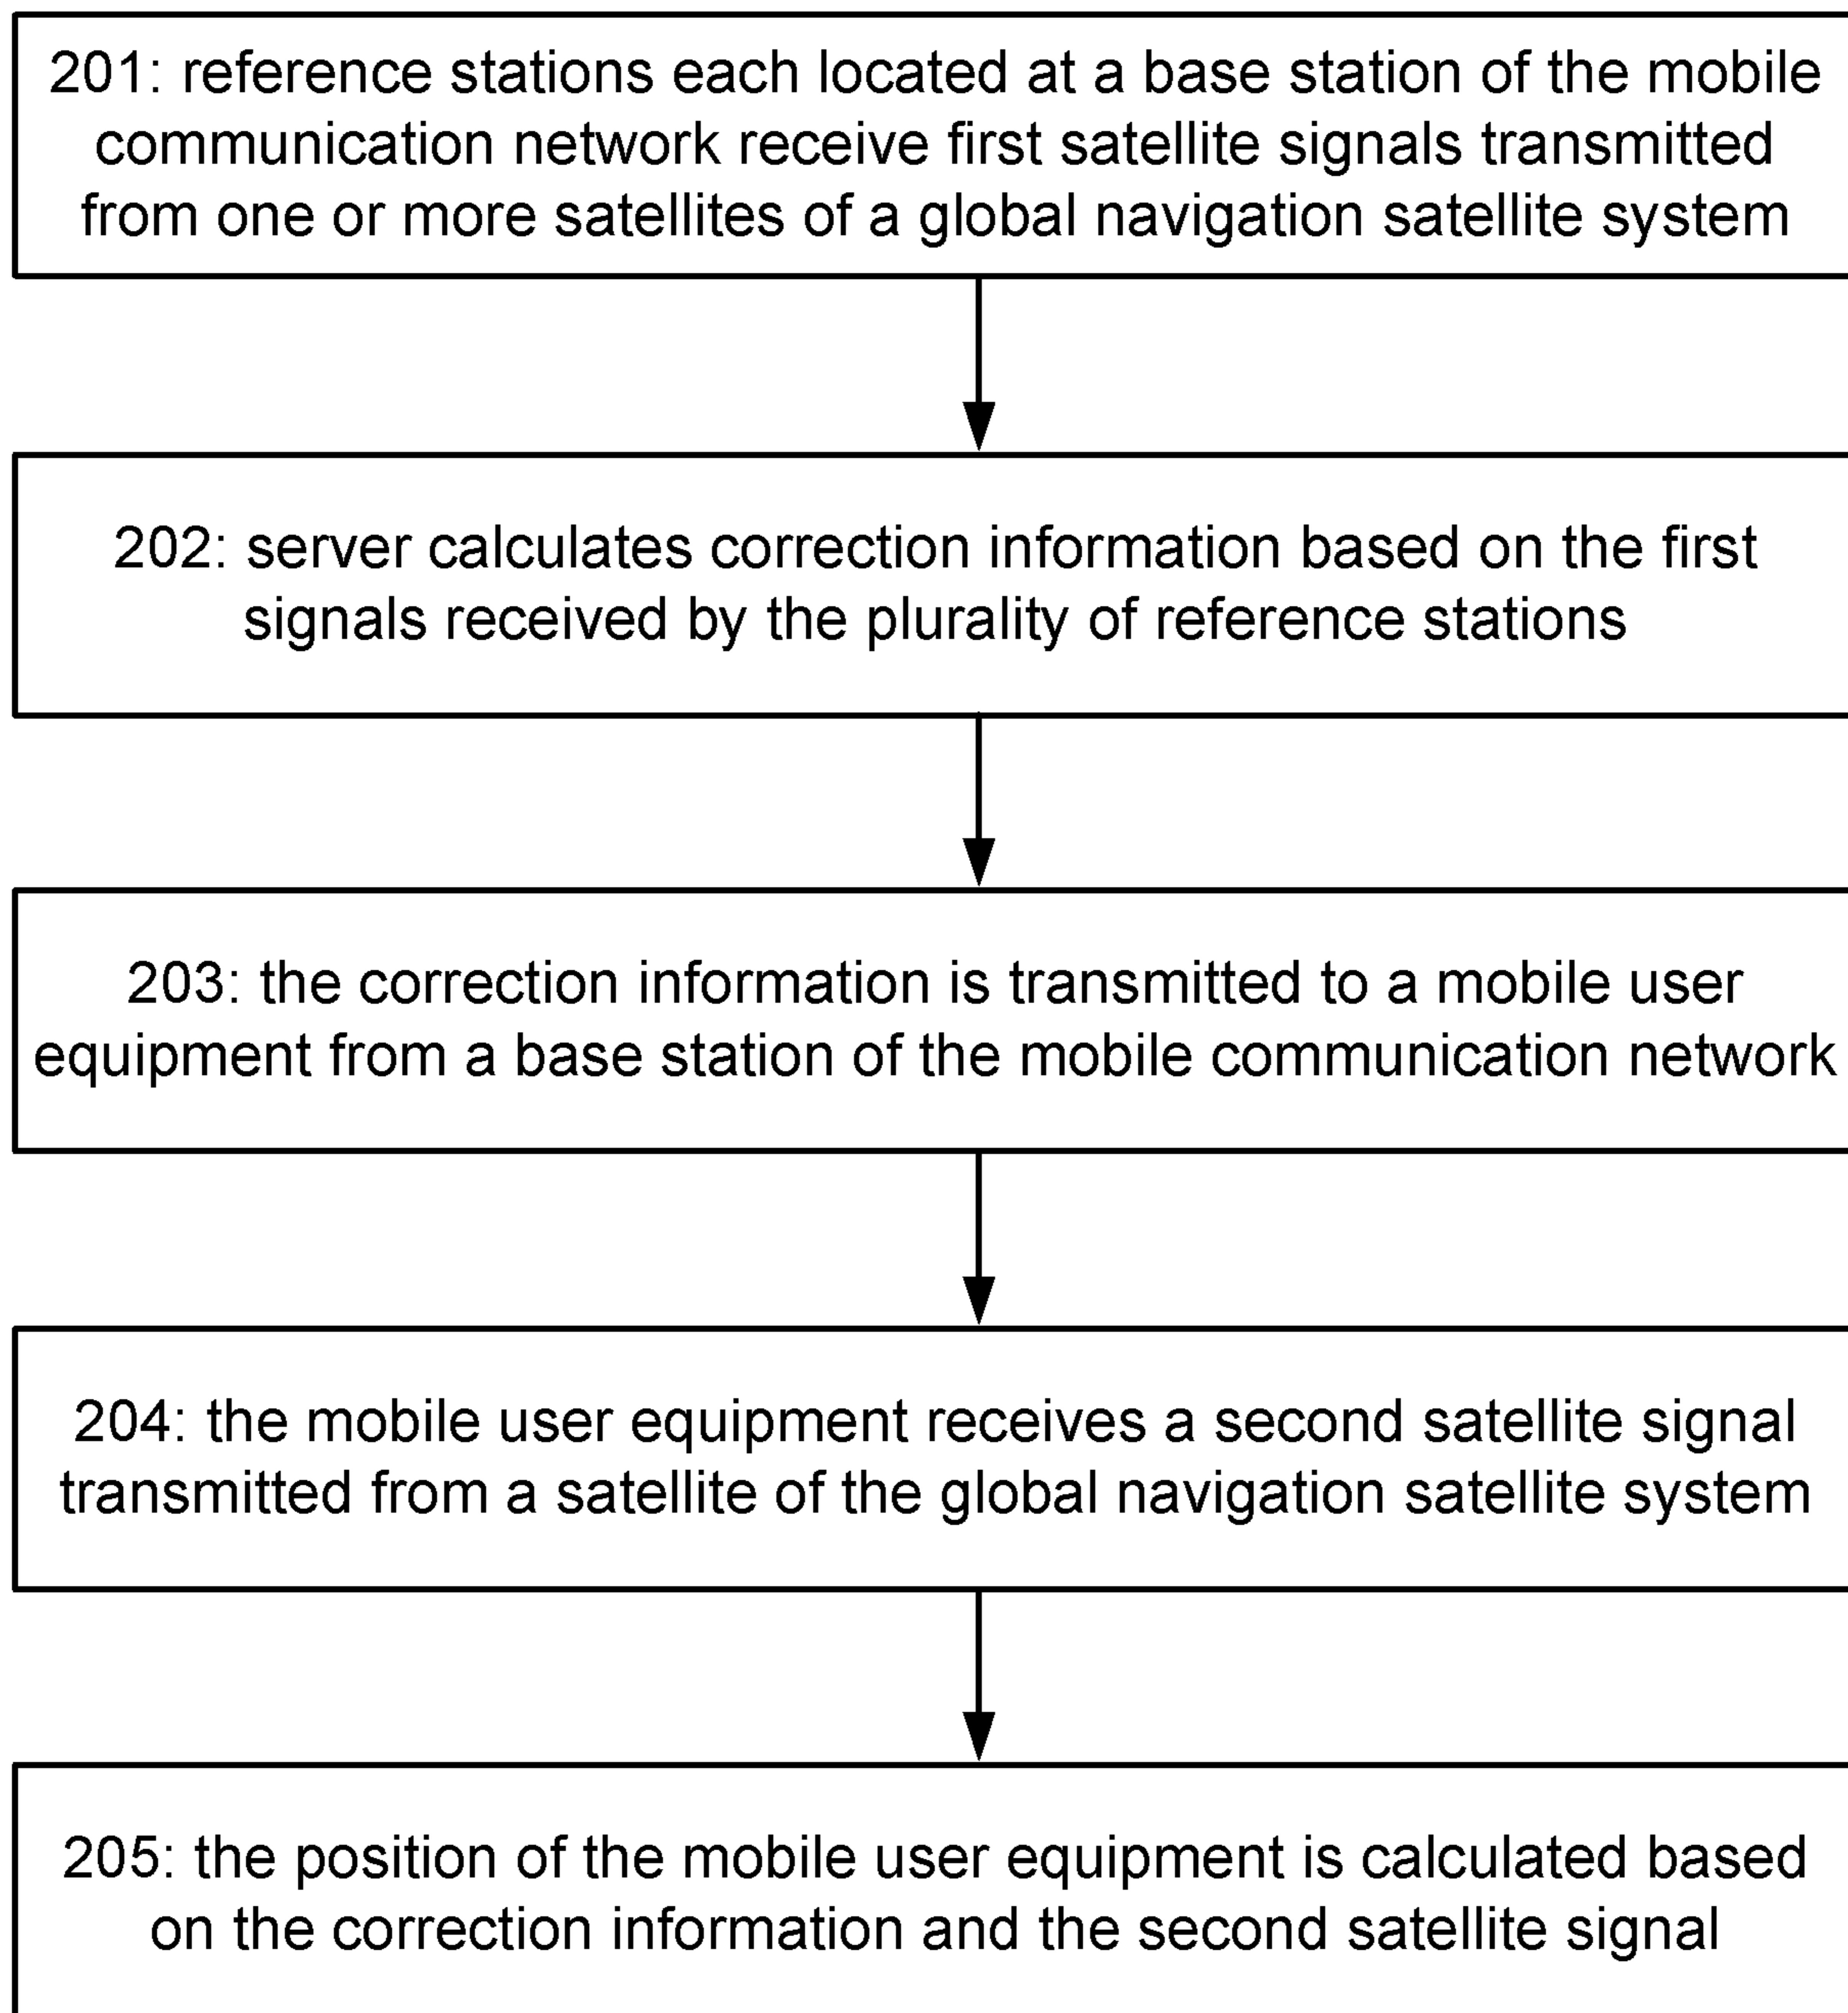 201: reference stations each located at a base station of the mobile
communication network receive first satellite signals transmitted
from one or more satellites of a global navigation satellite system
202: server calculates correction information based on the first
signals received by the plurality of reference stations
203: the correction information is transmitted to a mobile user
equipment from a base station of the mobile communication network
204: the mobile user equipment receives a second satellite signal
transmitted from a satellite of the global navigation satellite system
205: the position of the mobile user equipment is calculated based
on the correction information and the second satellite signal